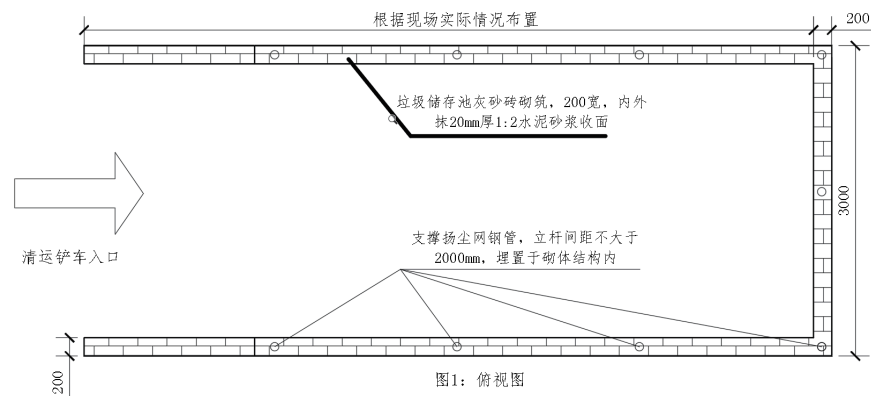 根据现场实际情况布置
200
垃圾储存池灰砂砖砌筑，200宽，内外
抹20mm厚1:2水泥砂浆收面
3000
支撑扬尘网钢管，立杆间距不大于
2000mm，埋置于砌体结构内
清运铲车入口
200
图1：俯视图